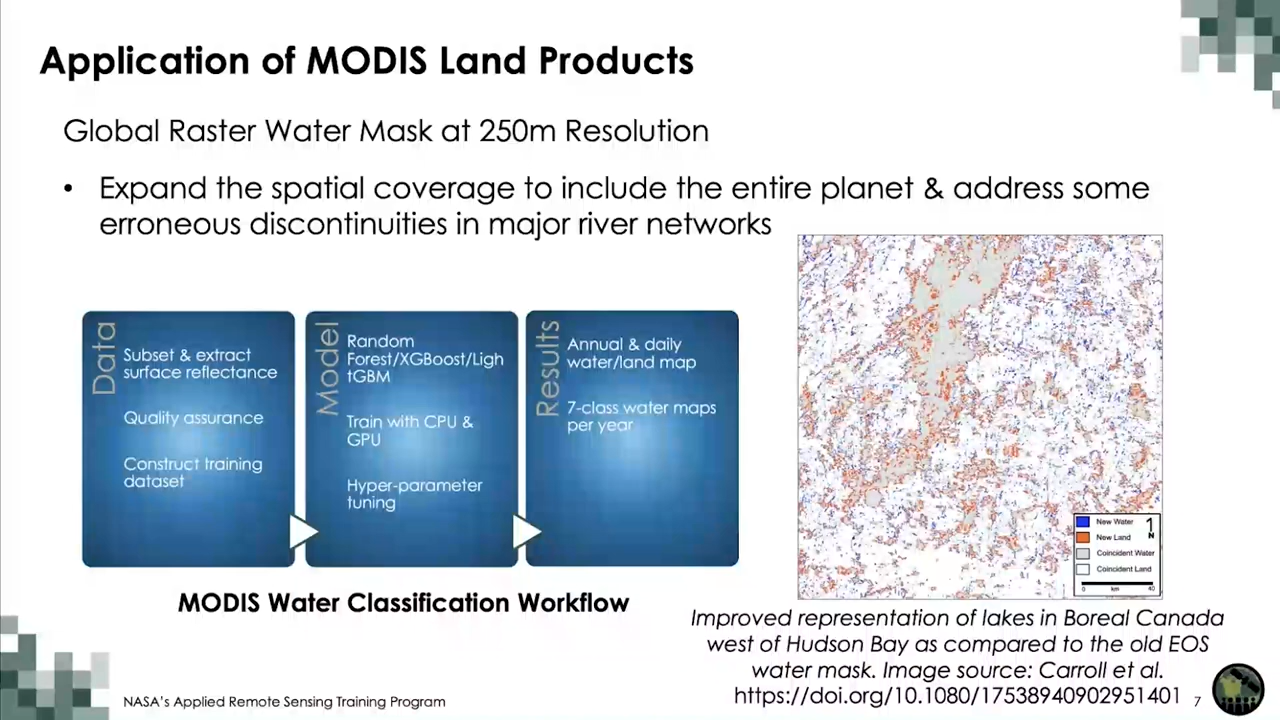 Application of MODIS Land Products
Global Raster Water Mask at 250m Resolution
• Expand the spatial coverage to include the entire planet & address some
erroneous discontinuities in major river networks
Data
Subset & extract
surface reflectance
Quality assurance
Construct training
dataset
Model
Random
Forest/XGBoost/Ligh
tGBM
Train with CPU &
GPU
Hyper-parameter
tuning
Results
Annual & daily
water/land map
7-class water maps
per year
MODIS Water Classification Workflow
New Water
New Land
Coincident Water
Coincident Land
1
N
0 km 40
Improved representation of lakes in Boreal Canada
west of Hudson Bay as compared to the old EOS
water mask. Image source: Carroll et al.
https://doi.org/10.1080/17538940902951401
NASA's Applied Remote Sensing Training Program
7